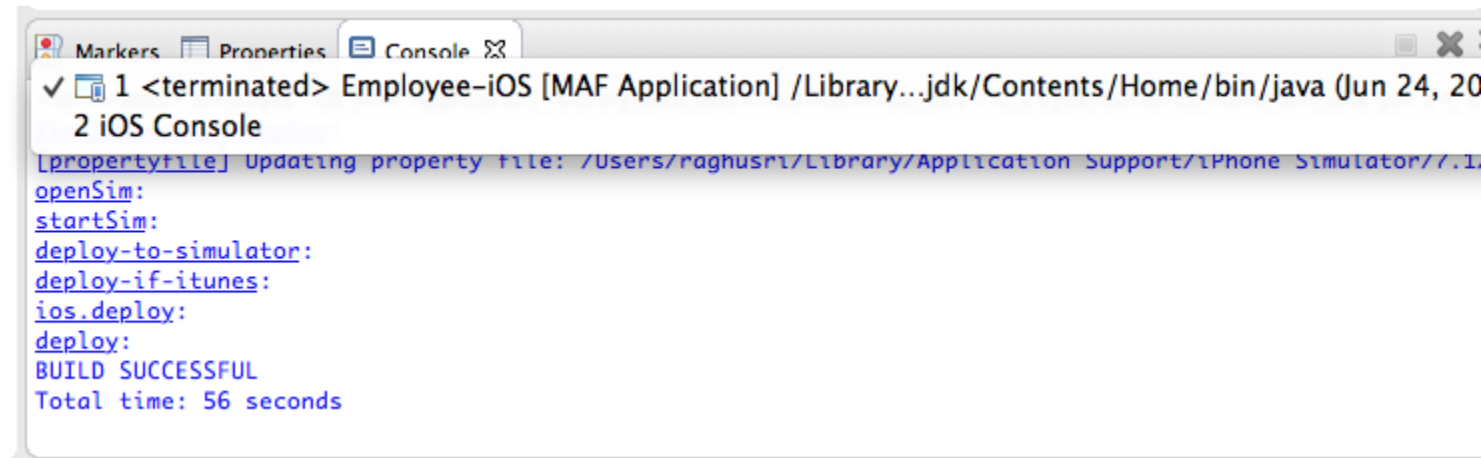 Markers Properties Console
✓ 1 <terminated> Employee-iOS [MAF Application] /Library...jdk/Contents/Home/bin/java (Jun 24, 20
2 iOS Console
[propertyfile] Updating property file: /Users/raghusri/Library/Application Support/iPhone Simulator/7.1/
openSim:
startSim:
deploy-to-simulator:
deploy-if-itunes:
ios.deploy:
deploy:
BUILD SUCCESSFUL
Total time: 56 seconds